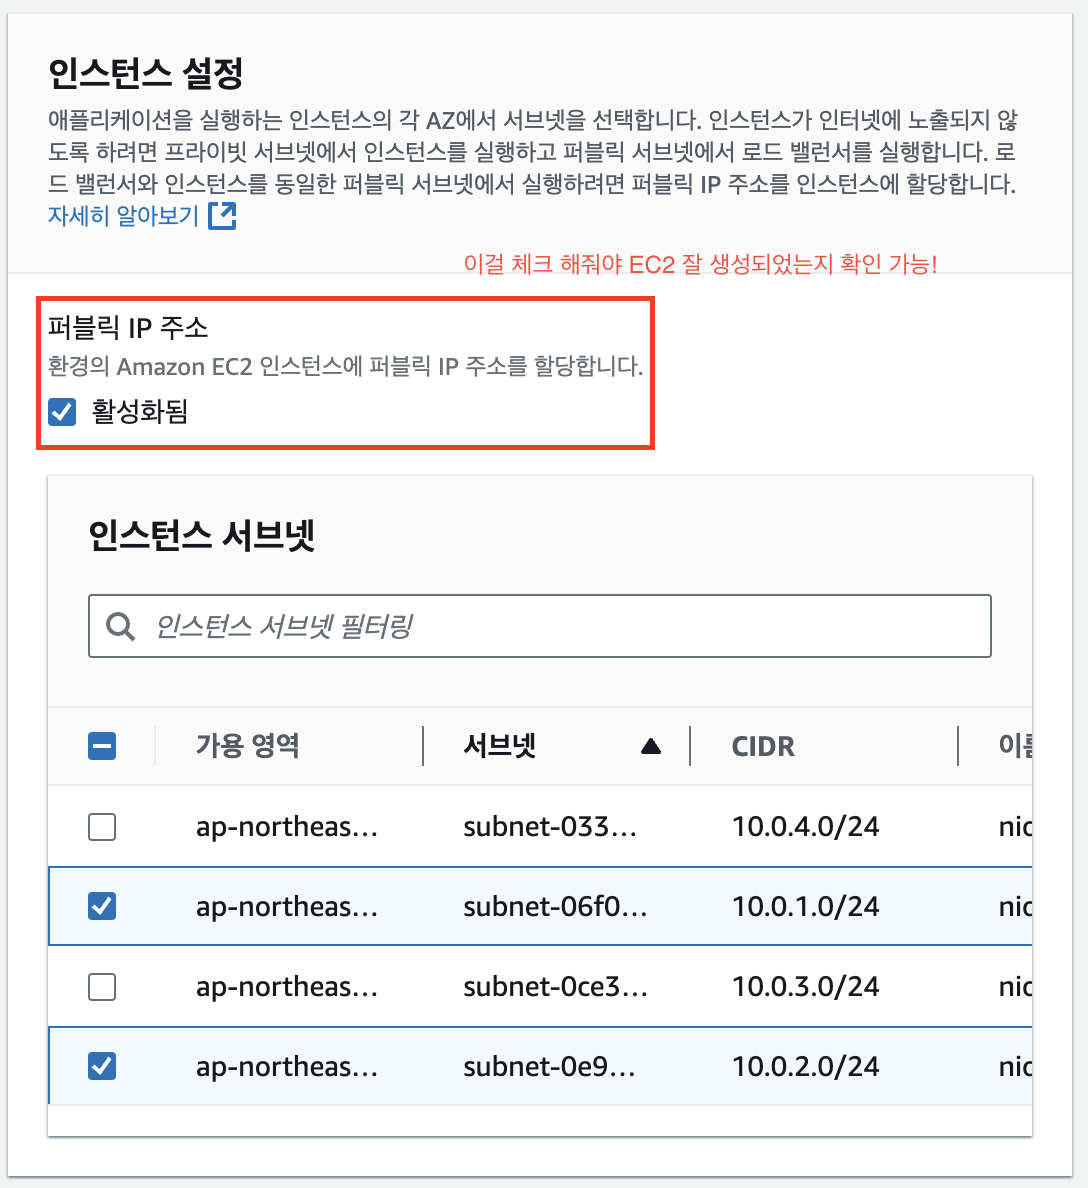 인스턴스 설정
애플리케이션을 실행하는 인스턴스의 각 AZ에서 서브넷을 선택합니다. 인스턴스가 인터넷에 노출되지 않
도록 하려면 프라이빗 서브넷에서 인스턴스를 실행하고 퍼블릭 서브넷에서 로드 밸런서를 실행합니다. 로
드 밸런서와 인스턴스를 동일한 퍼블릭 서브넷에서 실행하려면 퍼블릭 IP 주소를 인스턴스에 할당합니다.
자세히 알아보기
이걸 체크 해줘야 EC2 잘 생성되었는지 확인 가능!
퍼블릭 IP 주소
환경의 Amazon EC2 인스턴스에 퍼블릭 IP 주소를 할당합니다.
활성화됨
인스턴스 서브넷
인스턴스 서브넷 필터링
가용 영역 서브넷 CIDR 이름
ap-northeas... subnet-033... 10.0.4.0/24 nic
ap-northeas... subnet-06f0... 10.0.1.0/24 nic
ap-northeas... subnet-0ce3... 10.0.3.0/24 nic
ap-northeas... subnet-0e9... 10.0.2.0/24 nic